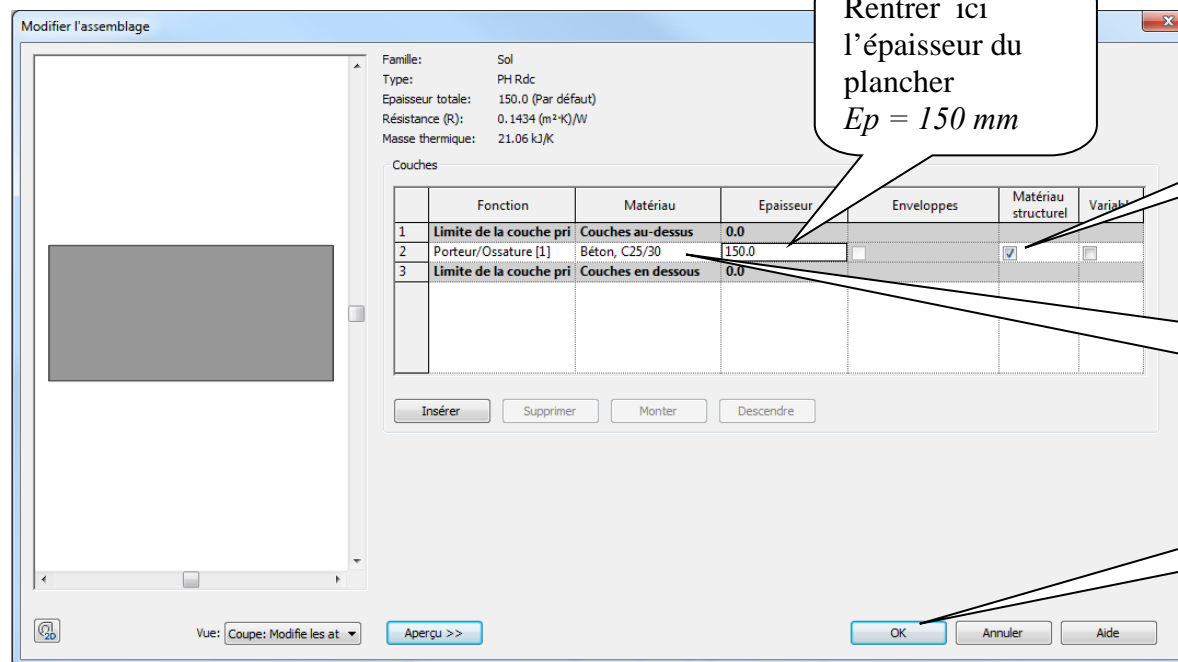 Modifier l'assemblage
Rentrer ici
l’épaisseur du
plancher
Ep = 150 mm
Famille: Sol
Type: PH Rdc
Epaisseur totale: 150.0 (Par défaut)
Résistance (R): 0.1434 (m²·K)/W
Masse thermique: 21.06 kJ/K
Couches
Fonction Matériau Epaisseur Enveloppes Matériau structurel Variabl
1 Limite de la couche pri Couches au-dessus 0.0
2 Porteur/Ossature [1] Béton, C25/30 150.0
3 Limite de la couche pri Couches en dessous 0.0
Insérer Supprimer Monter Descendre
Vue: Coupe: Modifie les at Aperçu >> OK Annuler Aide
2D